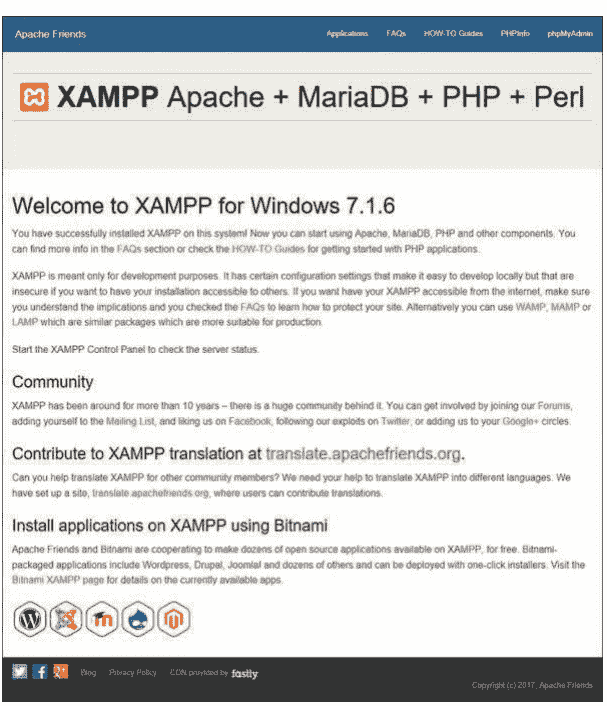 Apache Friends
Applications FAQs HOW-TO Guides PHPInfo phpMyAdmin
XAMPP Apache + MariaDB + PHP + Perl
Welcome to XAMPP for Windows 7.1.6
You have successfully installed XAMPP on this system! Now you can start using Apache, MariaDB, PHP and other components. You
can find more info in the FAQs section or check the HOW-TO Guides for getting started with PHP applications.
XAMPP is meant only for development purposes. It has certain configuration settings that make it easy to develop locally but that are
insecure if you want to have your installation accessible to others. If you want have your XAMPP accessible from the internet, make sure
you understand the implications and you checked the FAQs to learn how to protect your site. Alternatively you can use WAMP, MAMP or
LAMP which are similar packages which are more suitable for production.
Start the XAMPP Control Panel to check the server status.
Community
XAMPP has been around for more than 10 years – there is a huge community behind it. You can get involved by joining our Forums,
adding yourself to the Mailing List, and liking us on Facebook, following our exploits on Twitter, or adding us to your Google+ circles.
Contribute to XAMPP translation at translate.apachefriends.org.
Can you help translate XAMPP for other community members? We need your help to translate XAMPP into different languages. We
have set up a site, translate.apachefriends.org, where users can contribute translations.
Install applications on XAMPP using Bitnami
Apache Friends and Bitnami are cooperating to make dozens of open source applications available on XAMPP, for free. Bitnami-
packaged applications include Wordpress, Drupal, Joomla! and dozens of others and can be deployed with one-click installers. Visit the
Bitnami XAMPP page for details on the currently available apps.
Blog Privacy Policy CDN provided by fastly
Copyright (c) 2017, Apache Friends